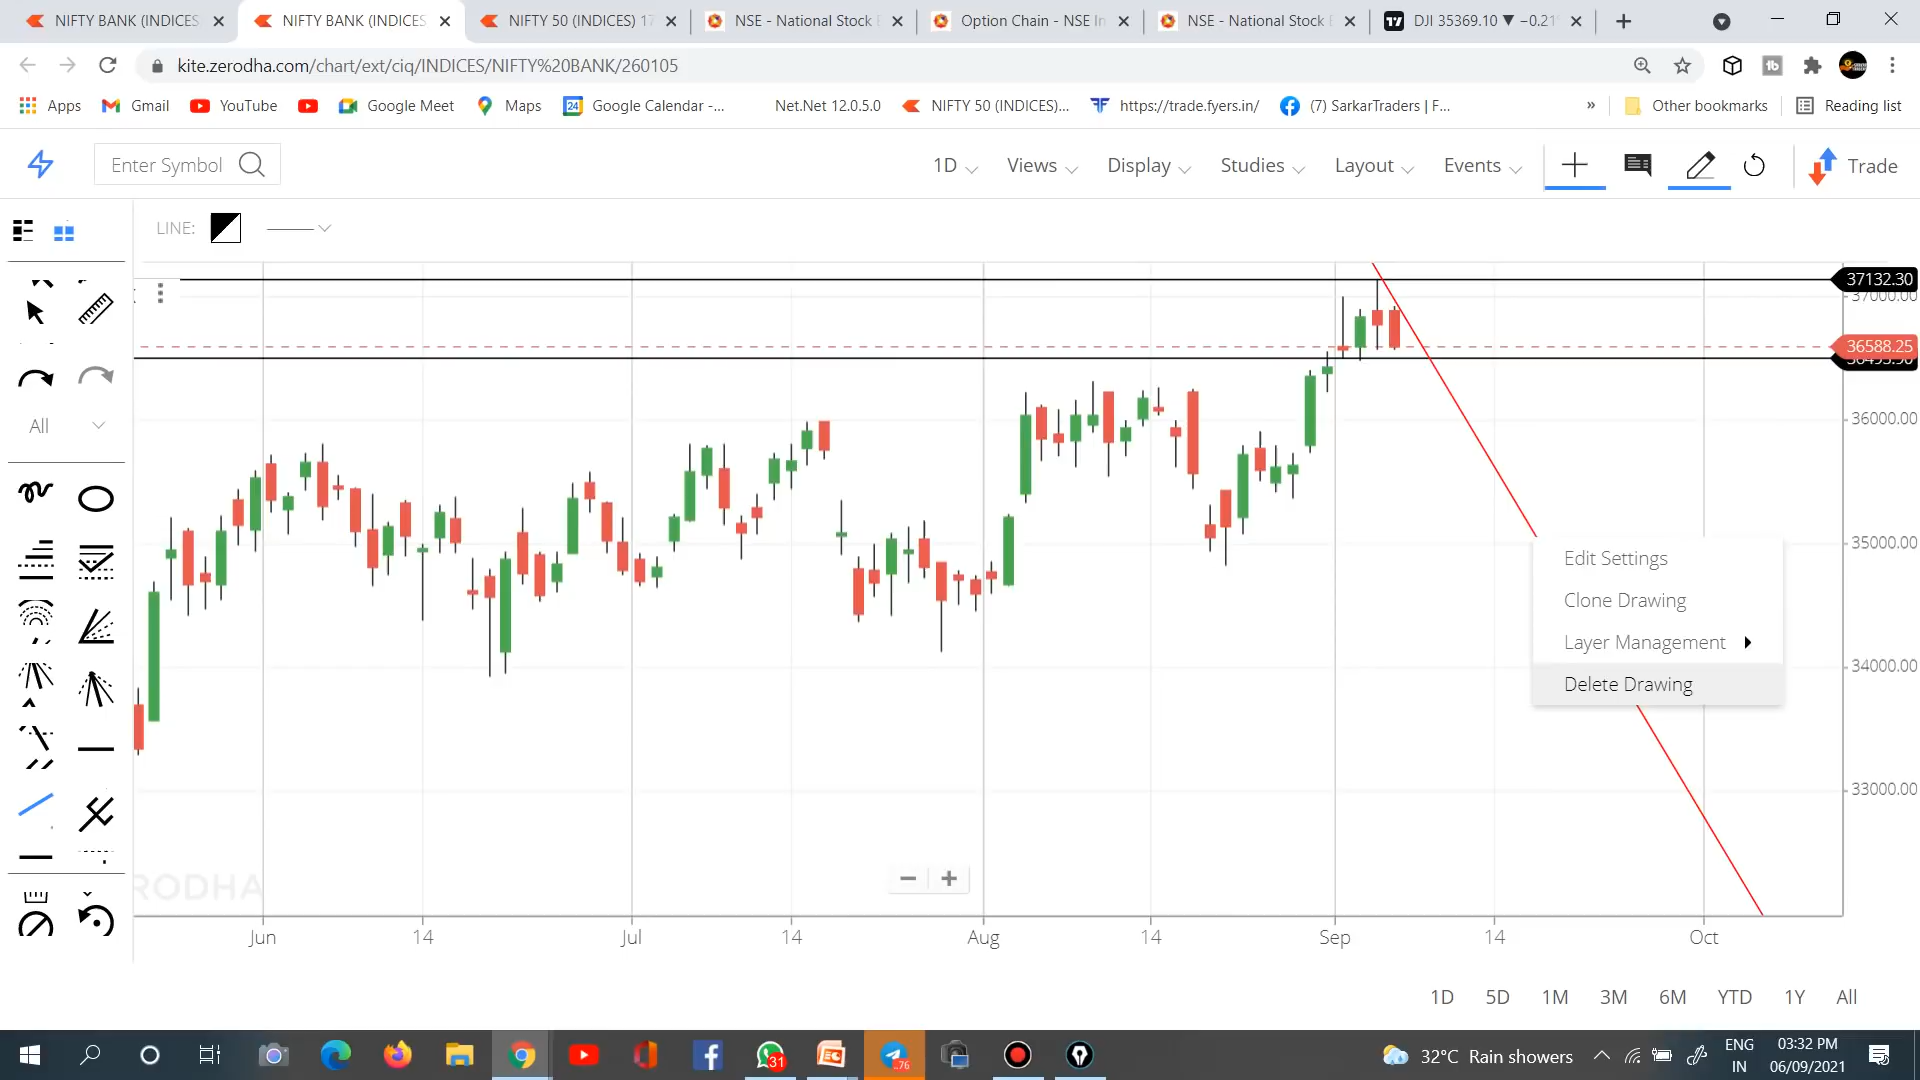 NIFTY BANK (INDICES
NIFTY BANK (INDICES
NIFTY 50 (INDICES) 17
NSE - National Stock E
Option Chain - NSE In
NSE - National Stock E
DJI 35369.10 ▼ −0.21
kite.zerodha.com/chart/ext/ciq/INDICES/NIFTY%20BANK/260105
Apps
Gmail
YouTube
Google Meet
Maps
24
Google Calendar -...
Net.Net 12.0.5.0
NIFTY 50 (INDICES)...
https://trade.fyers.in/
(7) SarkarTraders | F...
»
Other bookmarks
Reading list
Enter Symbol
1D
Views
Display
Studies
Layout
Events
Trade
LINE:
37132.30
37000.00
36588.25
36000.00
35000.00
34000.00
33000.00
All
Edit Settings
Clone Drawing
Layer Management
Delete Drawing
ERODHA
Jun
14
Jul
14
Aug
14
Sep
14
Oct
1D
5D
1M
3M
6M
YTD
1Y
All
31
76
32°C Rain showers
ENG
IN
03:32 PM
06/09/2021